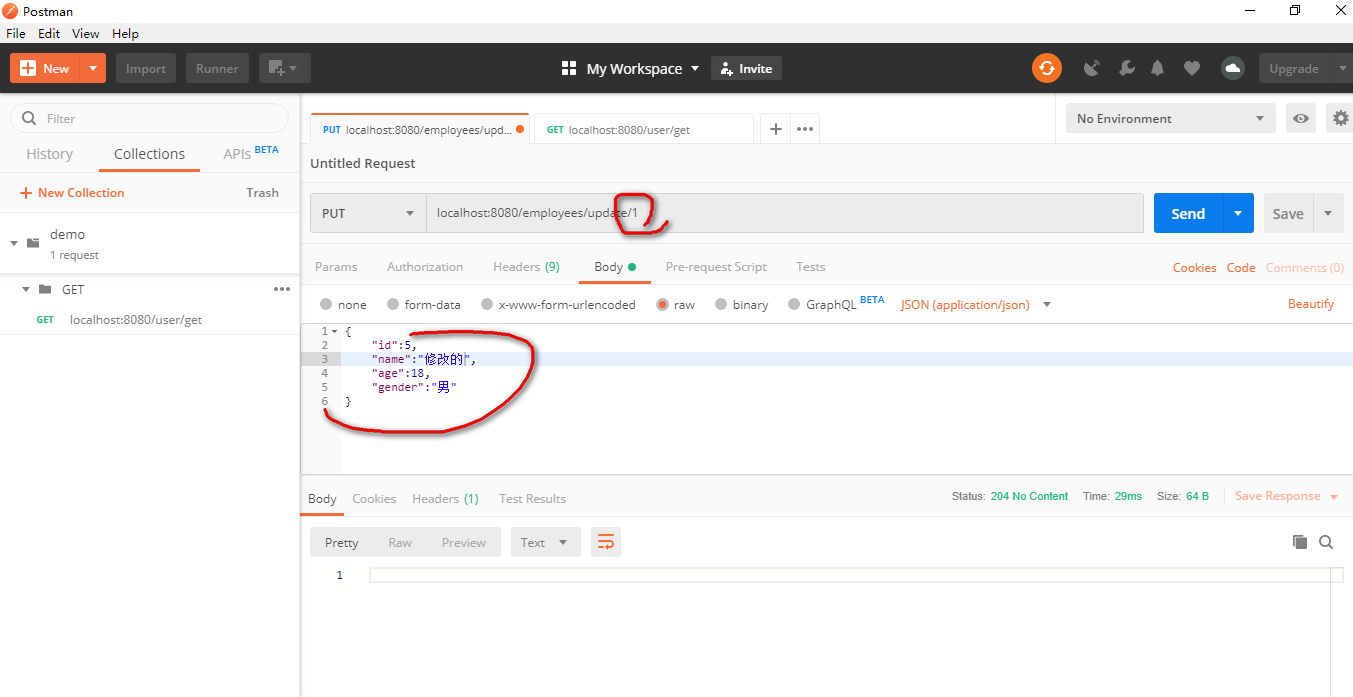 Postman
File Edit View Help
New Import Runner My Workspace Invite Upgrade
Filter
History Collections APIs BETA
New Collection Trash
demo
1 request
GET
GET localhost:8080/user/get
PUT localhost:8080/employees/upd... GET localhost:8080/user/get
No Environment
Untitled Request
PUT localhost:8080/employees/update/1 Send Save
Params Authorization Headers (9) Body Pre-request Script Tests Cookies Code Comments (0)
none form-data x-www-form-urlencoded raw binary GraphQL BETA JSON (application/json) Beautify
1 {
2 "id":5,
3 "name":"修改的",
4 "age":18,
5 "gender":"男"
6 }
Body Cookies Headers (1) Test Results Status: 204 No Content Time: 29ms Size: 64 B Save Response
Pretty Raw Preview Text
1